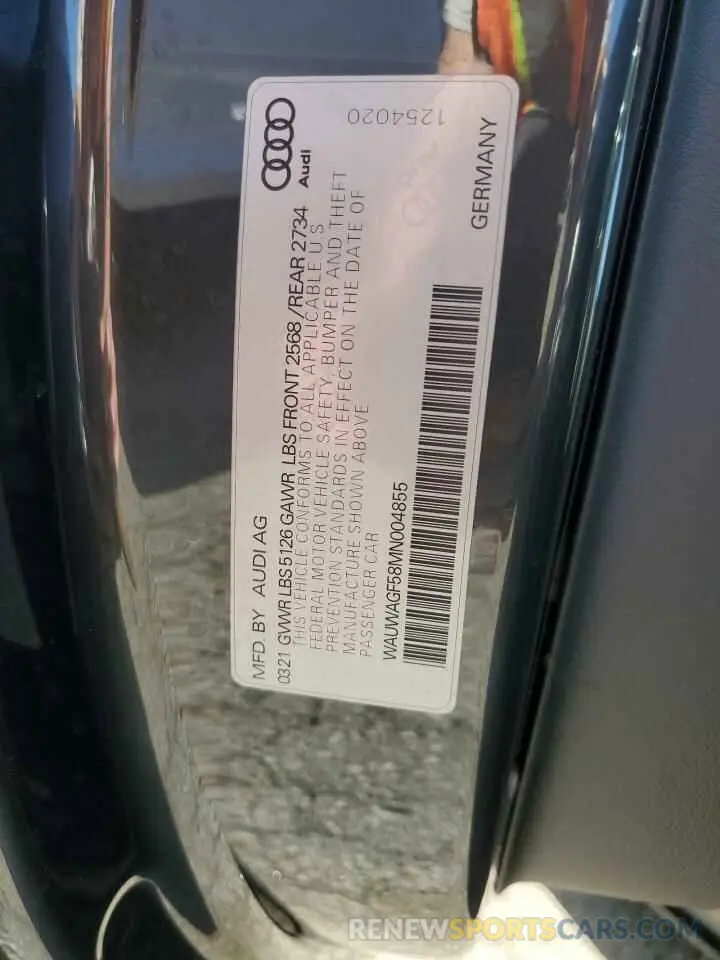 MFD. BY AUDI AG
0321 GVWR LBS 5126 GAWR LBS FRONT 2568 /REAR 2734
THIS VEHICLE CONFORMS TO ALL APPLICABLE U S
FEDERAL MOTOR VEHICLE SAFETY, BUMPER AND THEFT
PREVENTION STANDARDS IN EFFECT ON THE DATE OF
MANUFACTURE SHOWN ABOVE
PASSENGER CAR
WAUWAGF58MN004855
Audi
1254020
GERMANY
RENEWSPORTSCARS.COM